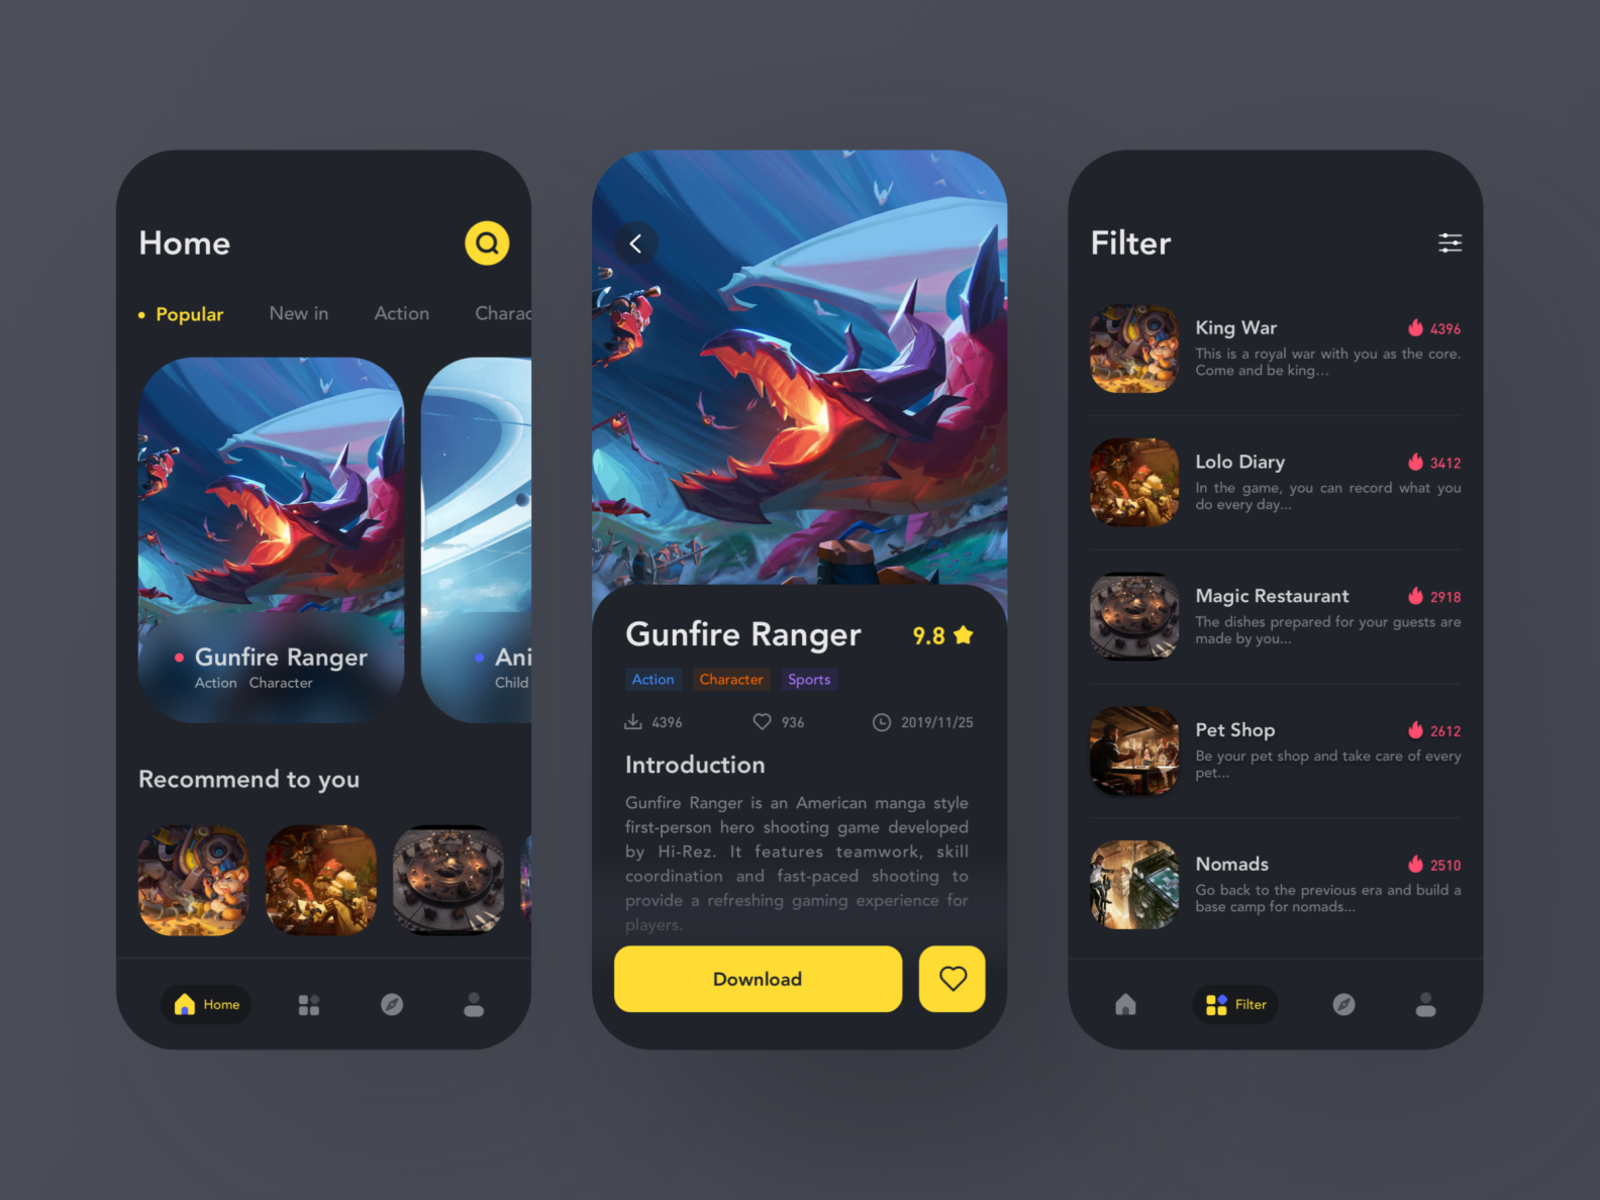 Home
Popular
New in
Action
Charac
Gunfire Ranger
Action Character
Ani
Child
Recommend to you
Home
Gunfire Ranger
9.8
Action
Character
Sports
4396
936
2019/11/25
Introduction
Gunfire Ranger is an American manga style
first-person hero shooting game developed
by Hi-Rez. It features teamwork, skill
coordination and fast-paced shooting to
provide a refreshing gaming experience for
players.
Download
Filter
King War
4396
This is a royal war with you as the core.
Come and be king...
Lolo Diary
3412
In the game, you can record what you
do every day...
Magic Restaurant
2918
The dishes prepared for your guests are
made by you...
Pet Shop
2612
Be your pet shop and take care of every
pet...
Nomads
2510
Go back to the previous era and build a
base camp for nomads...
Filter